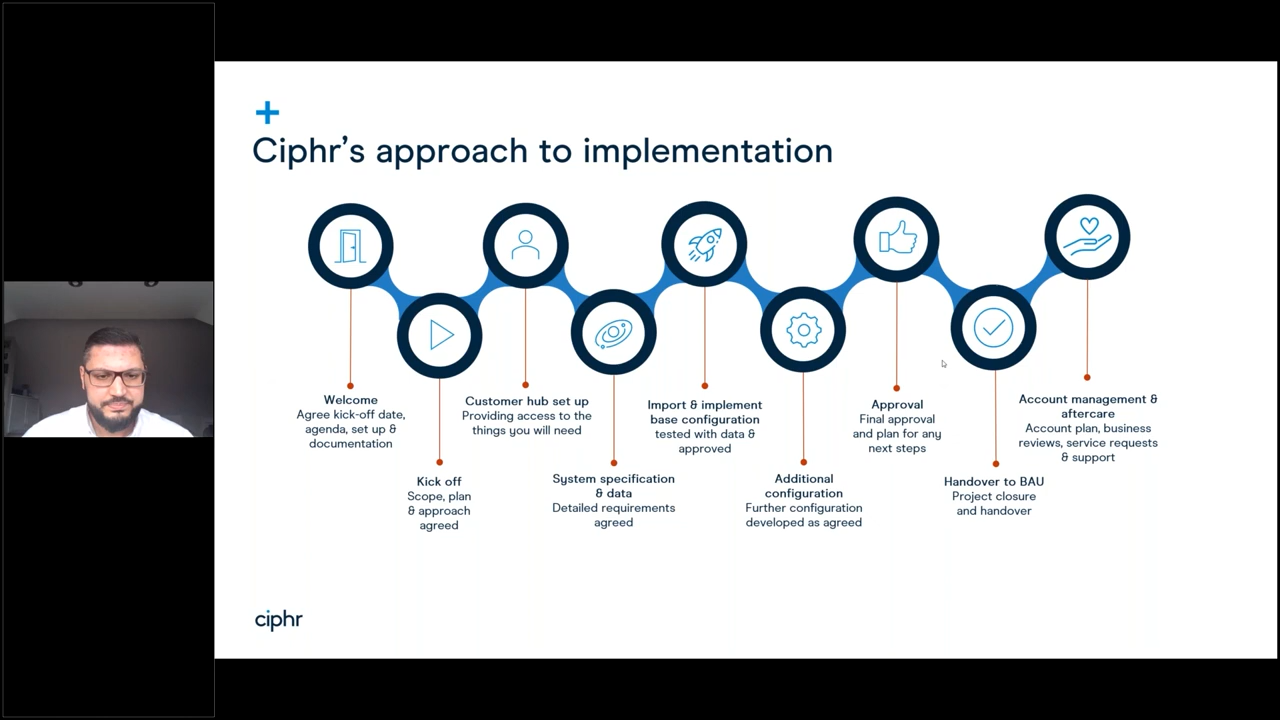 Ciphr’s approach to implementation
Welcome
Agree kick-off date,
agenda, set up &
documentation
Kick off
Scope, plan
& approach
agreed
Customer hub set up
Providing access to the
things you will need
System specification
& data
Detailed requirements
agreed
Import & implement
base configuration
tested with data &
approved
Additional
configuration
Further configuration
developed as agreed
Approval
Final approval
and plan for any
next steps
Handover to BAU
Project closure
and handover
Account management &
aftercare
Account plan, business
reviews, service requests
& support
ciphr